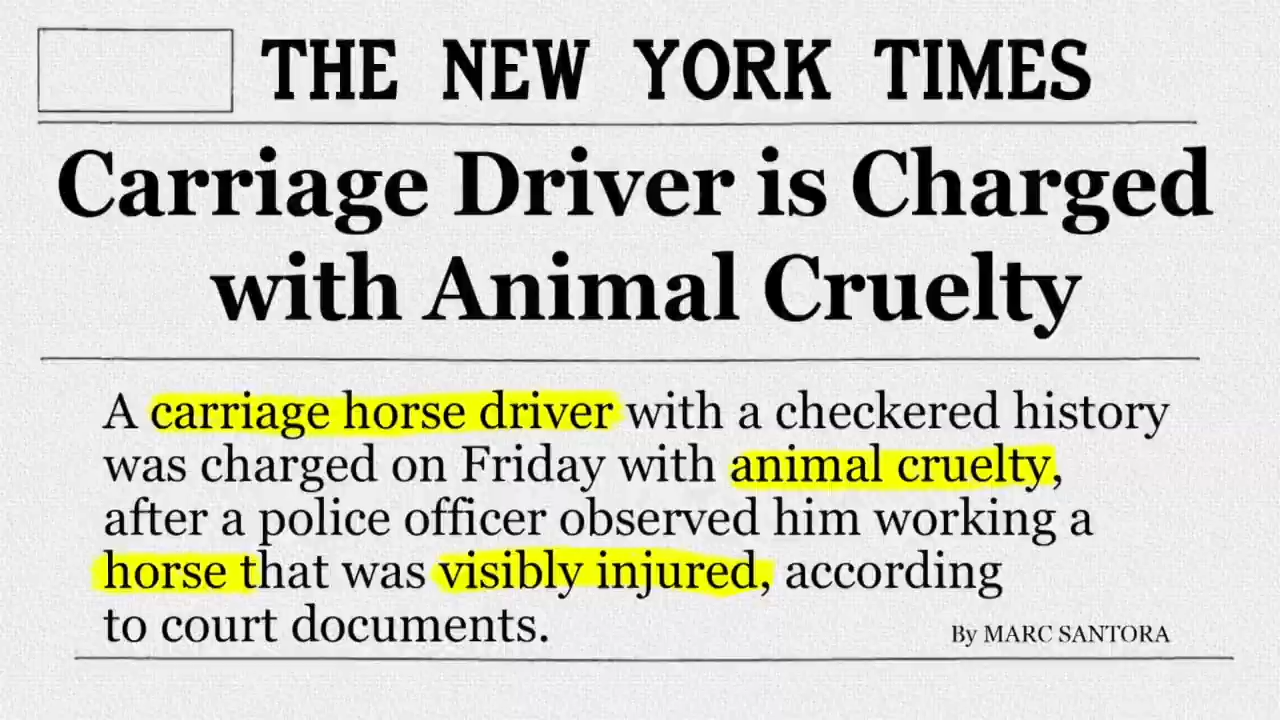 THE NEW YORK TIMES
Carriage Driver is Charged
with Animal Cruelty
A carriage horse driver with a checkered history
was charged on Friday with animal cruelty,
after a police officer observed him working a
horse that was visibly injured, according
to court documents.
By MARC SANTORA